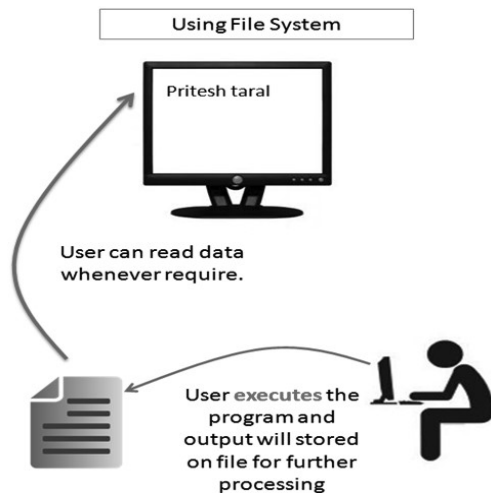 Using File System
Pritesh taral
User can read data
whenever require.
User executes the
program and
output will stored
on file for further
processing